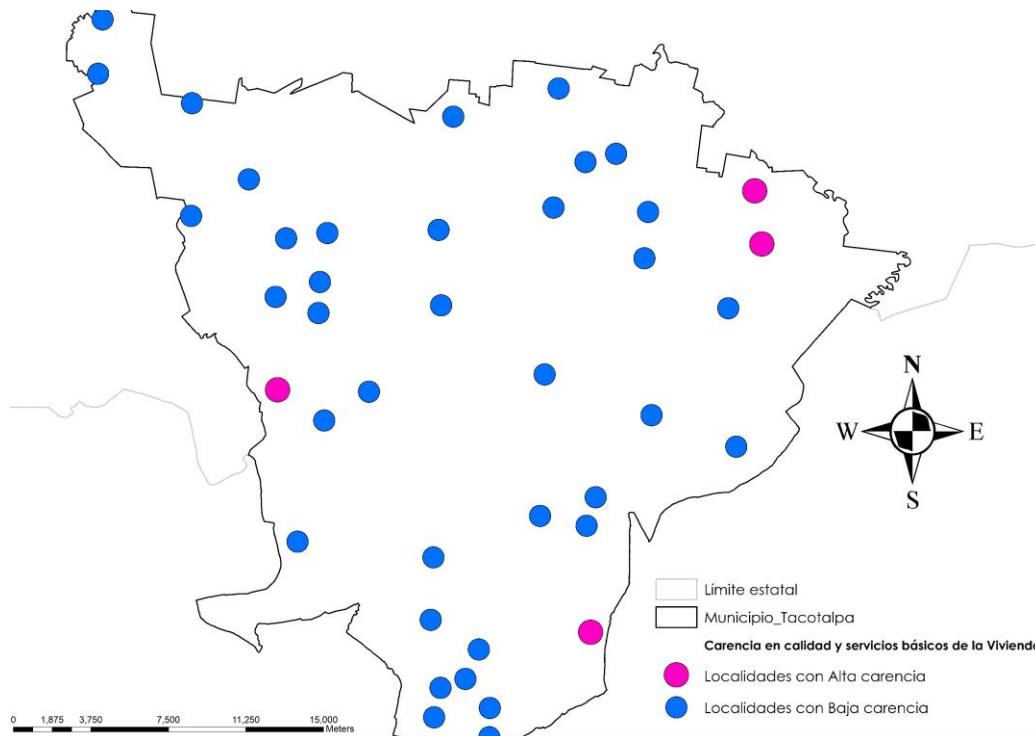 N
W E
S
Límite estatal
Municipio_Tacotalpa
Carencia en calidad y servicios básicos de la Viviend
Localidades con Alta carencia
Localidades con Baja carencia
0 1,875 3,750 7,500 11,250 15,000
Meters